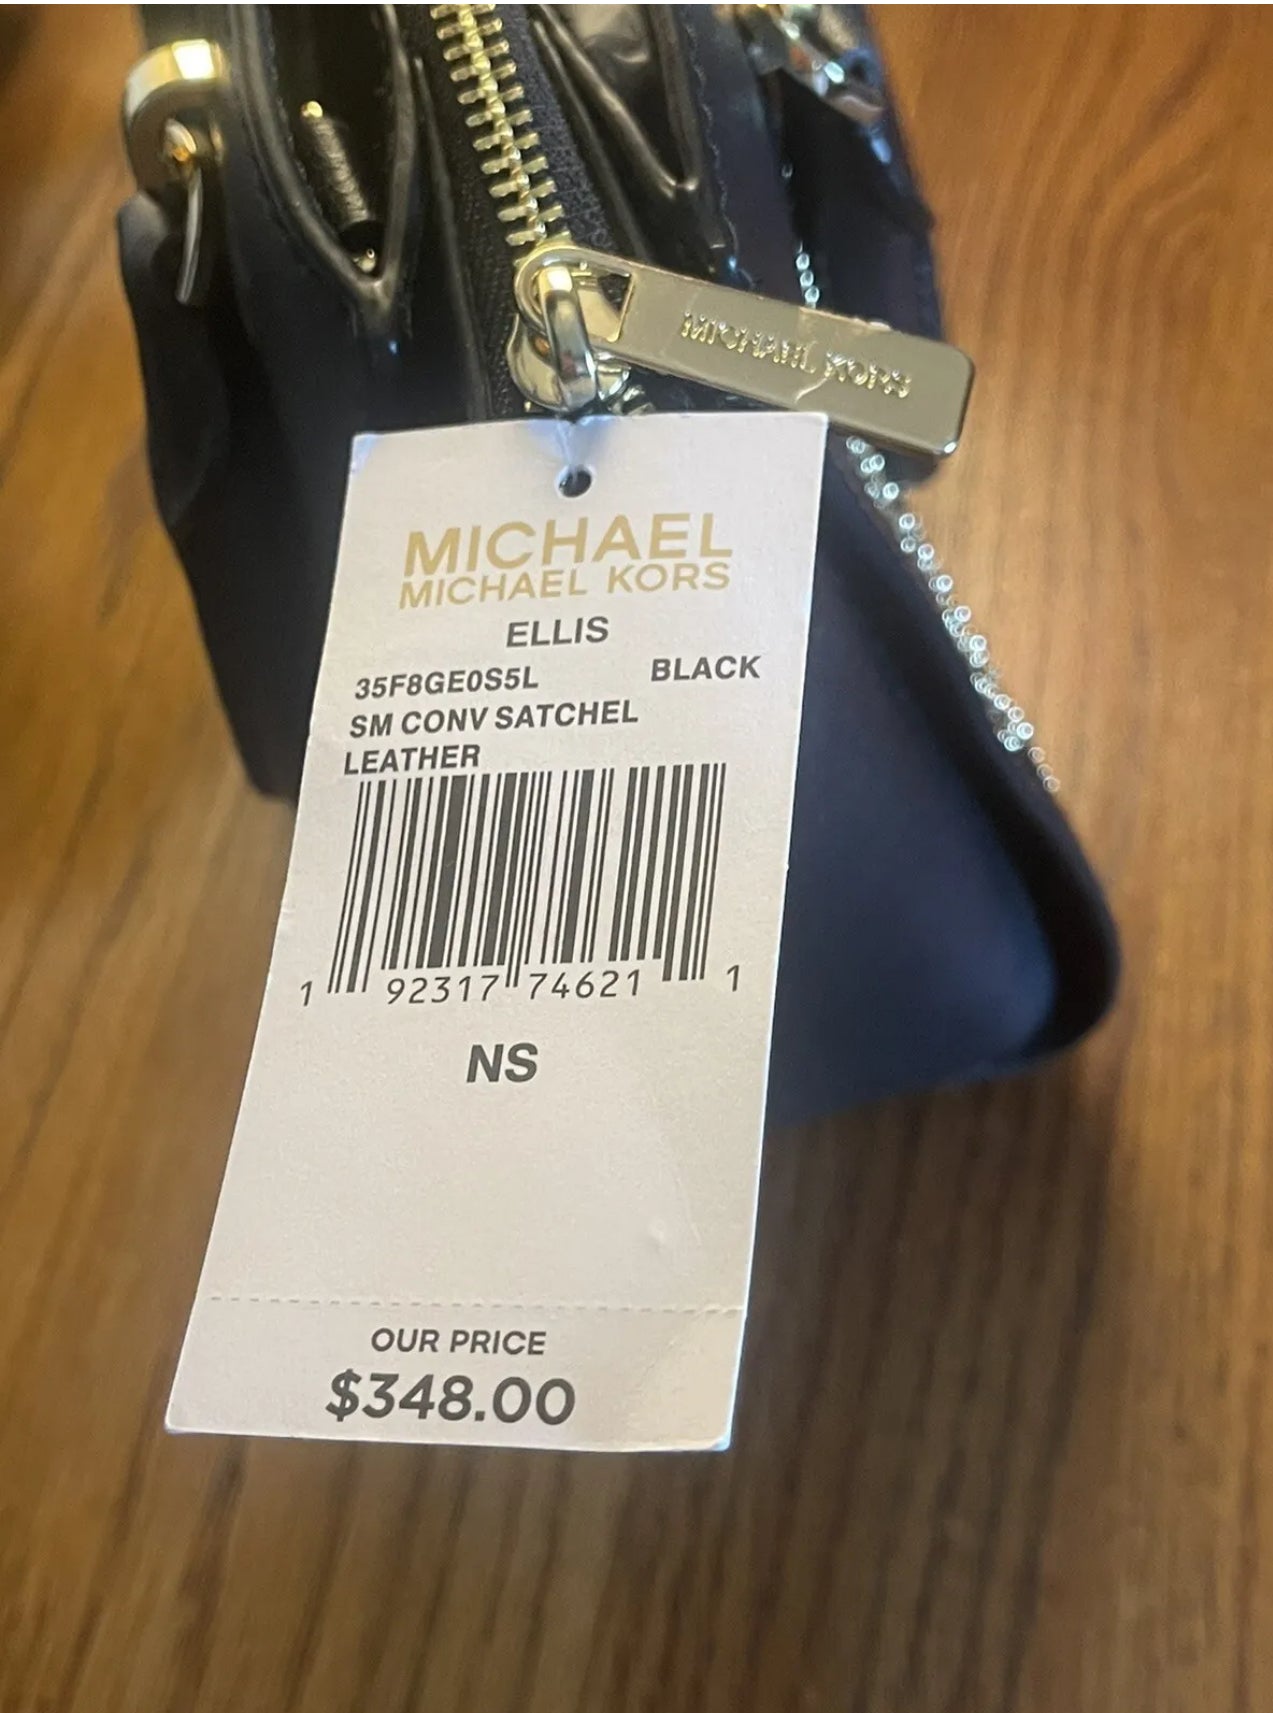 MICHAEL KORS
MICHAEL
MICHAEL KORS
ELLIS
35F8GE0S5L BLACK
SM CONV SATCHEL
LEATHER
1 92317 74621 1
NS
OUR PRICE
$348.00